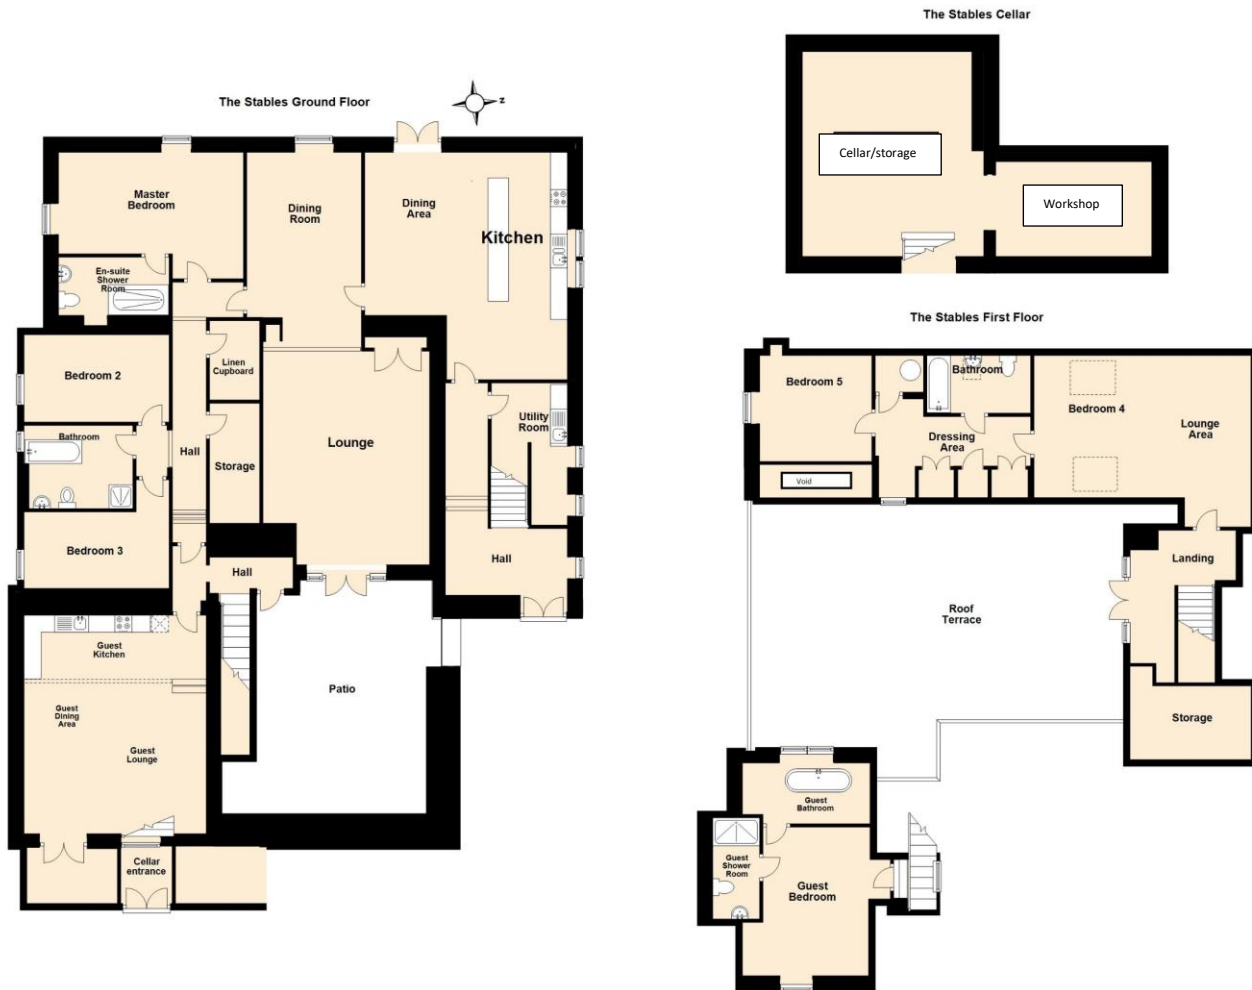 The Stables Cellar
Cellar/storage
Workshop
The Stables Ground Floor
Z
Master
Bedroom
Dining
Room
Dining
Area
Kitchen
En-suite
Shower
Room
Linen
Cupboard
Bedroom 2
Bathroom
Hall
Storage
Lounge
Utility
Room
Bedroom 3
Hall
Hall
Guest
Kitchen
Patio
Guest
Dining
Area
Guest
Lounge
Cellar
entrance
The Stables First Floor
Bedroom 5
Bathroom
Bedroom 4
Lounge
Area
Dressing
Area
Void
Landing
Roof
Terrace
Storage
Guest
Bathroom
Guest
Shower
Room
Guest
Bedroom